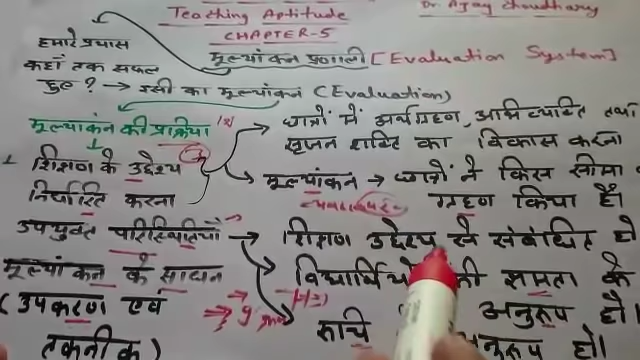 Teaching Aptitude
Dr. Ajay Choudhary
CHAPTER-5
मूल्यांकन प्रणाली [Evaluation System]
हमारे प्रयास
कहाँ तक सफल
हुए ? → इसी का मूल्यांकन (Evaluation)
मूल्यांकन की प्रक्रिया
शिक्षण के उद्देश्य
निर्धारित करना
छात्रों में अर्थग्रहण, अभिव्यक्ति तथा
सृजन शक्ति का विकास करना
मूल्यांकन → छात्रों ने किस सीमा
ग्रहण किया है।
उपयुक्त परिस्थितियाँ
शिक्षण उद्देश्य से संबंधित हो
मूल्यांकन के साधन
(उपकरण एवं
तकनीक)
की क्षमता के
अनुरूप हो।
रूचि
अनुरूप हो।